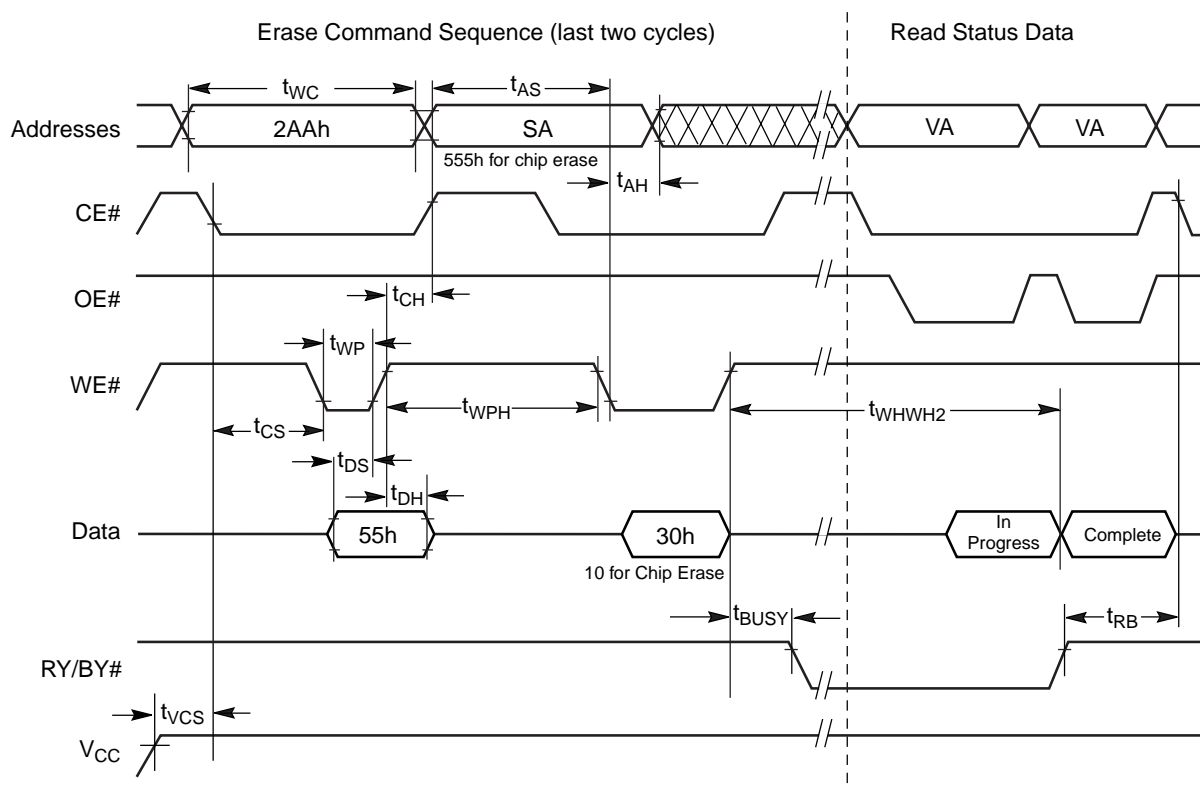 Erase Command Sequence (last two cycles)
Read Status Data
tWC
tAS
Addresses
2AAh
SA
VA
VA
555h for chip erase
tAH
CE#
OE#
tCH
tWP
WE#
tWPH
tWHWH2
tCS
tDS
tDH
Data
55h
30h
In
Progress
Complete
10 for Chip Erase
tBUSY
tRB
RY/BY#
tVCS
VCC